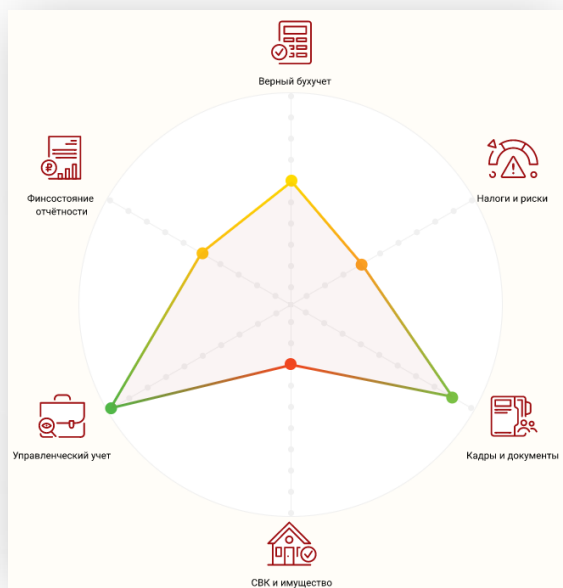 Верный бухучет
Налоги и риски
Финсостояние
отчётности
Управленческий учет
Кадры и документы
СВК и имущество